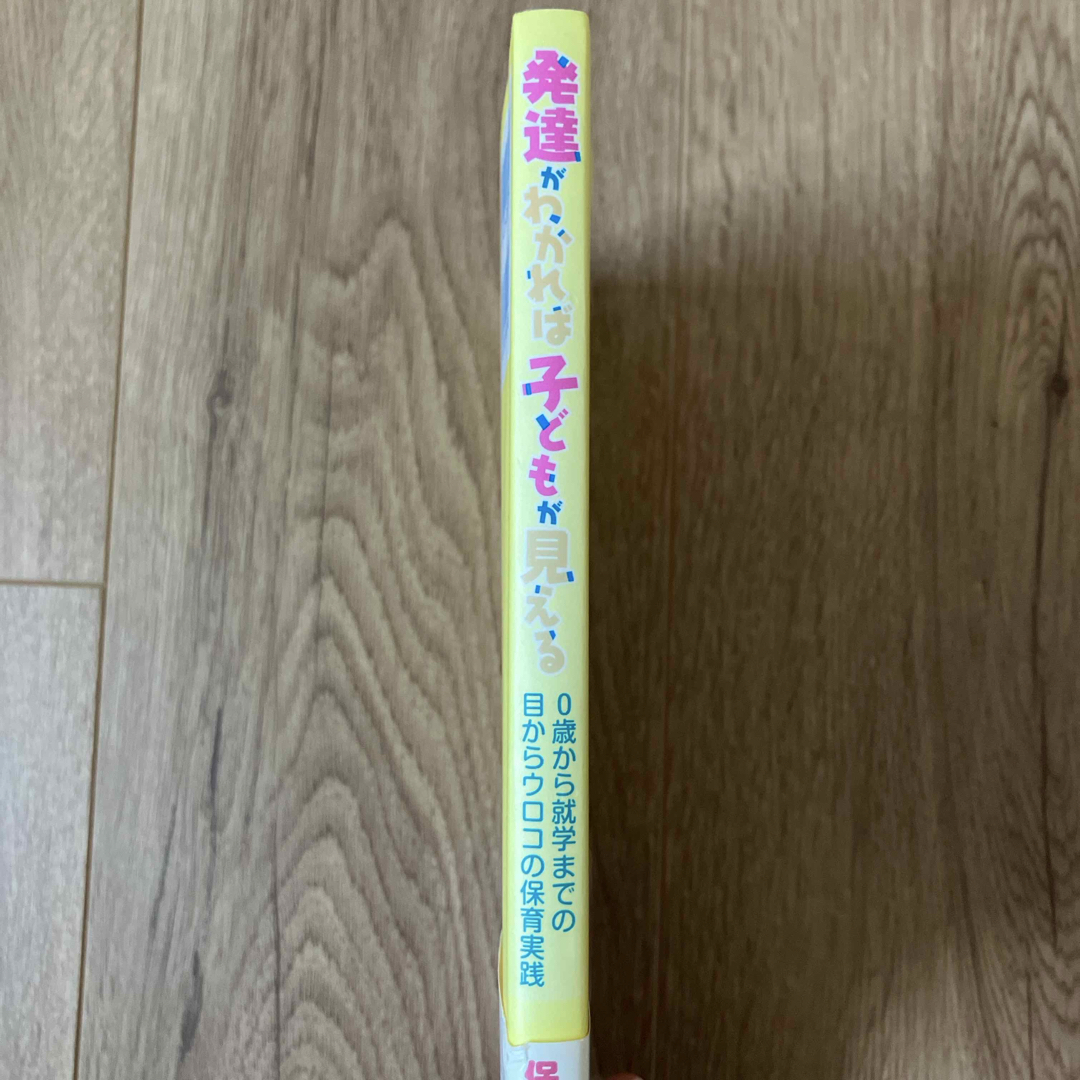 発達がわかれば子どもが見える
0歳から就学までの
目からウロコの保育実践
保